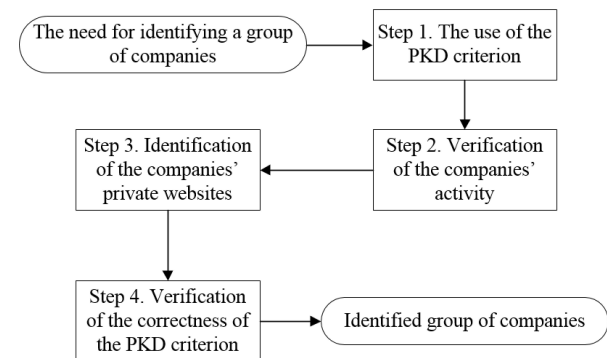 The need for identifying a group
of companies
Step 1. The use of the
PKD criterion
Step 2. Verification
of the companies’
activity
Step 3. Identification
of the companies’
private websites
Step 4. Verification
of the correctness of
the PKD criterion
Identified group of companies